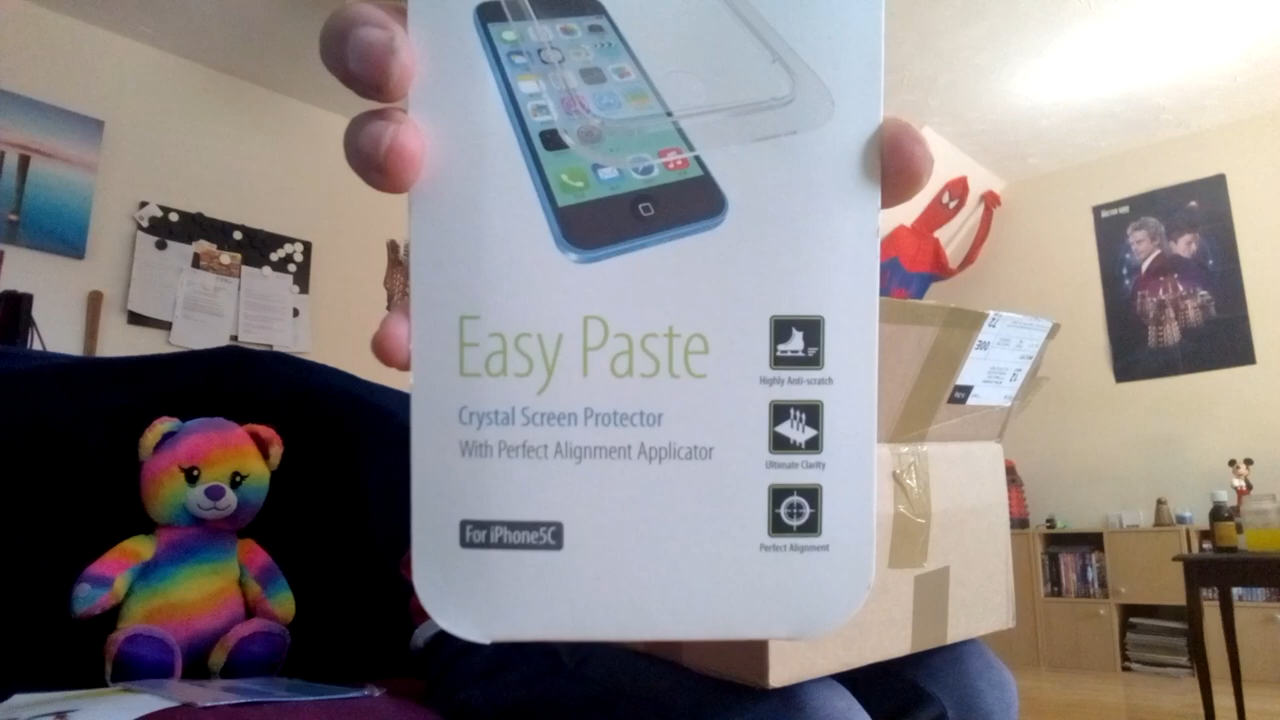 Easy Paste
Crystal Screen Protector
With Perfect Alignment Applicator
For iPhone5C
Highly Anti-scratch
Ultimate Clarity
Perfect Alignment